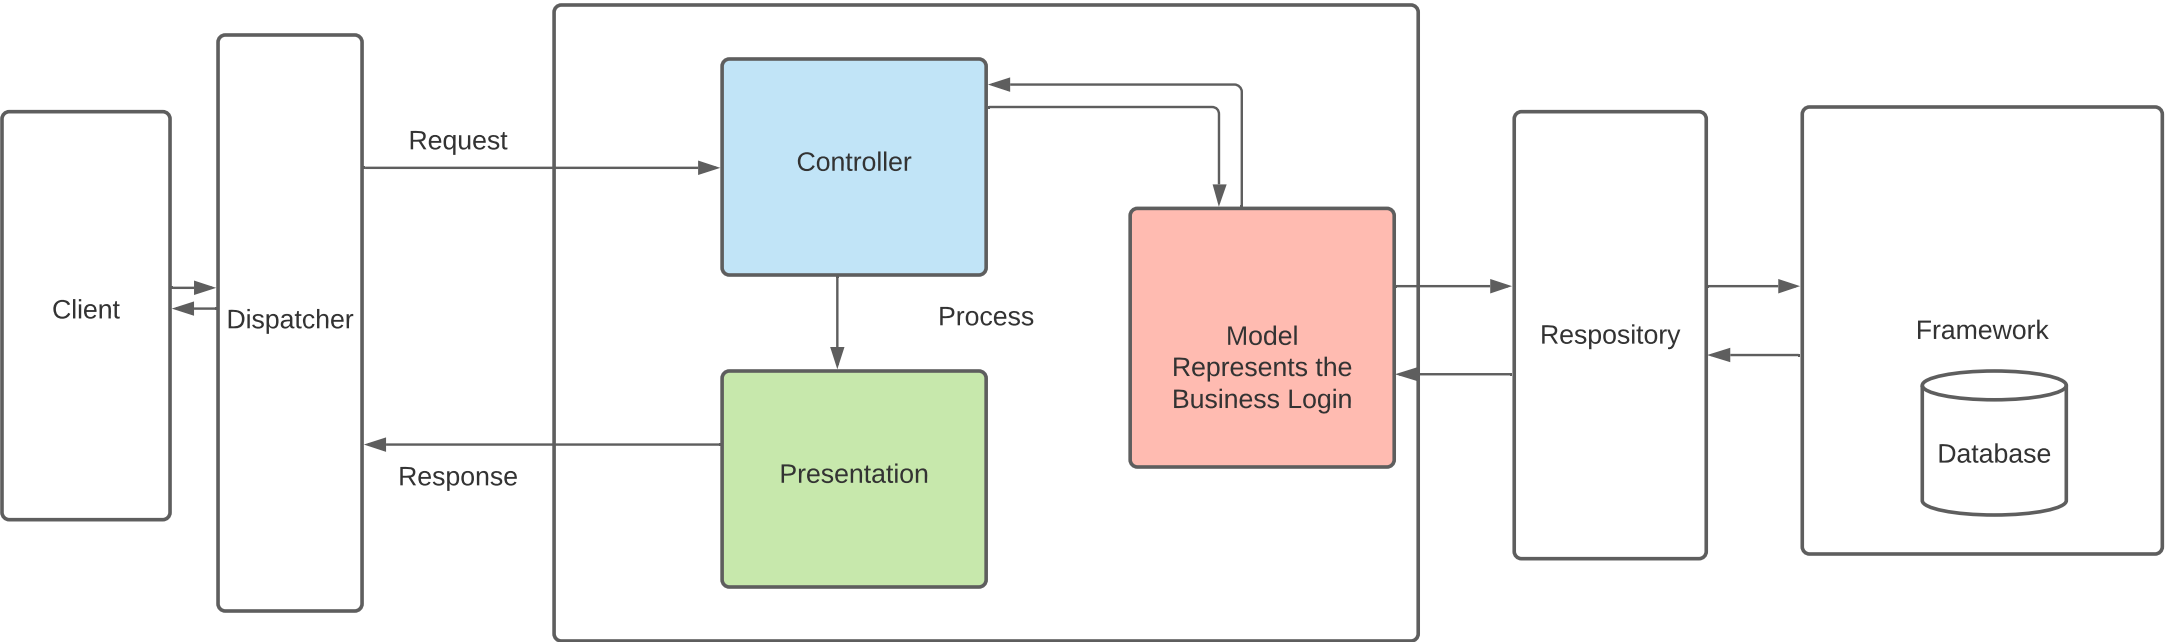 Client
Dispatcher
Request
Response
Controller
Process
Presentation
Model
Represents the
Business Login
Respository
Framework
Database